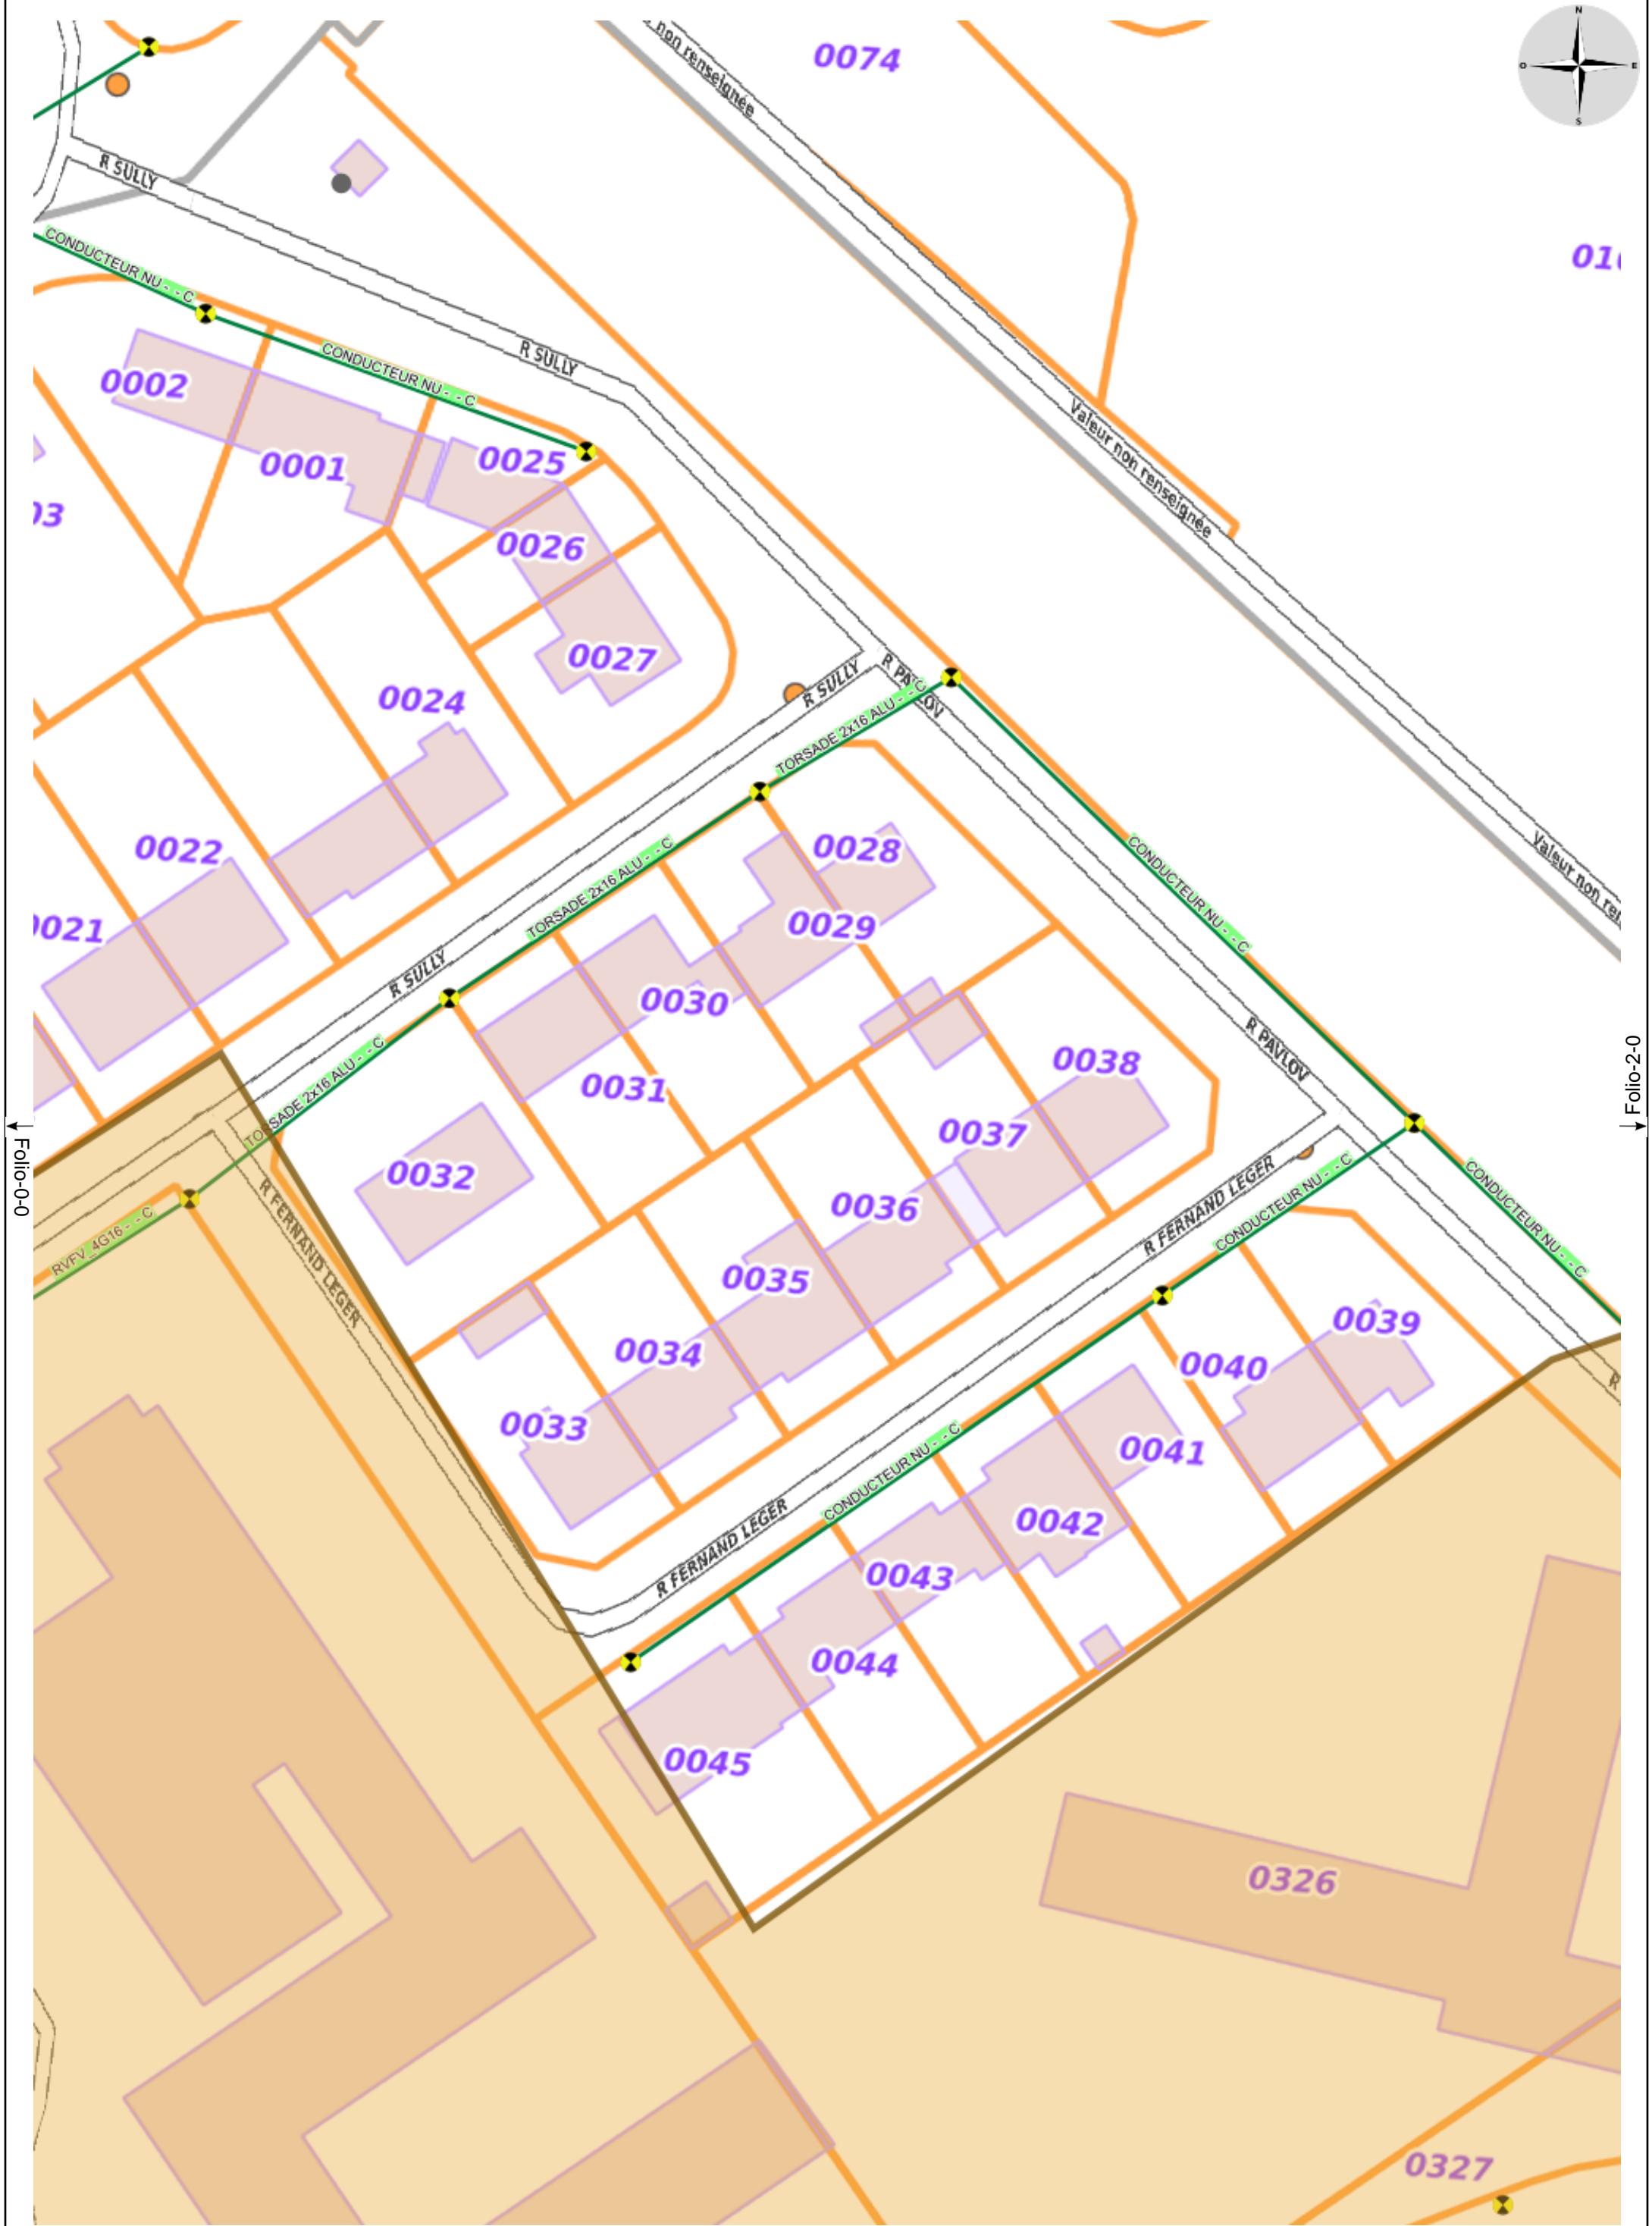 N
O
E
S
0074
non renseignée
R SULLY
CONDUCTEUR NU - - C
R SULLY
CONDUCTEUR NU - - C
0002
0001
0025
03
0026
0027
Valeur non renseignée
0024
R SULLY
R PAVLOV
TORSADE 2x16 ALU - - C
0022
0021
0028
0029
TORSADE 2x16 ALU - - C
CONDUCTEUR NU - - C
Valeur non
R SULLY
0030
0031
TORSADE 2x16 ALU - - C
R PAVLOV
0038
0037
Folio-0-0
Folio-2-0
0032
0036
R FERNAND LEGER
RVFV_4G16 - - C
R FERNAND LEGER
CONDUCTEUR NU - - C
CONDUCTEUR NU - - C
0035
0034
0033
0039
0040
R
0041
0042
CONDUCTEUR NU - - C
R FERNAND LEGER
0043
0044
0045
0326
0327